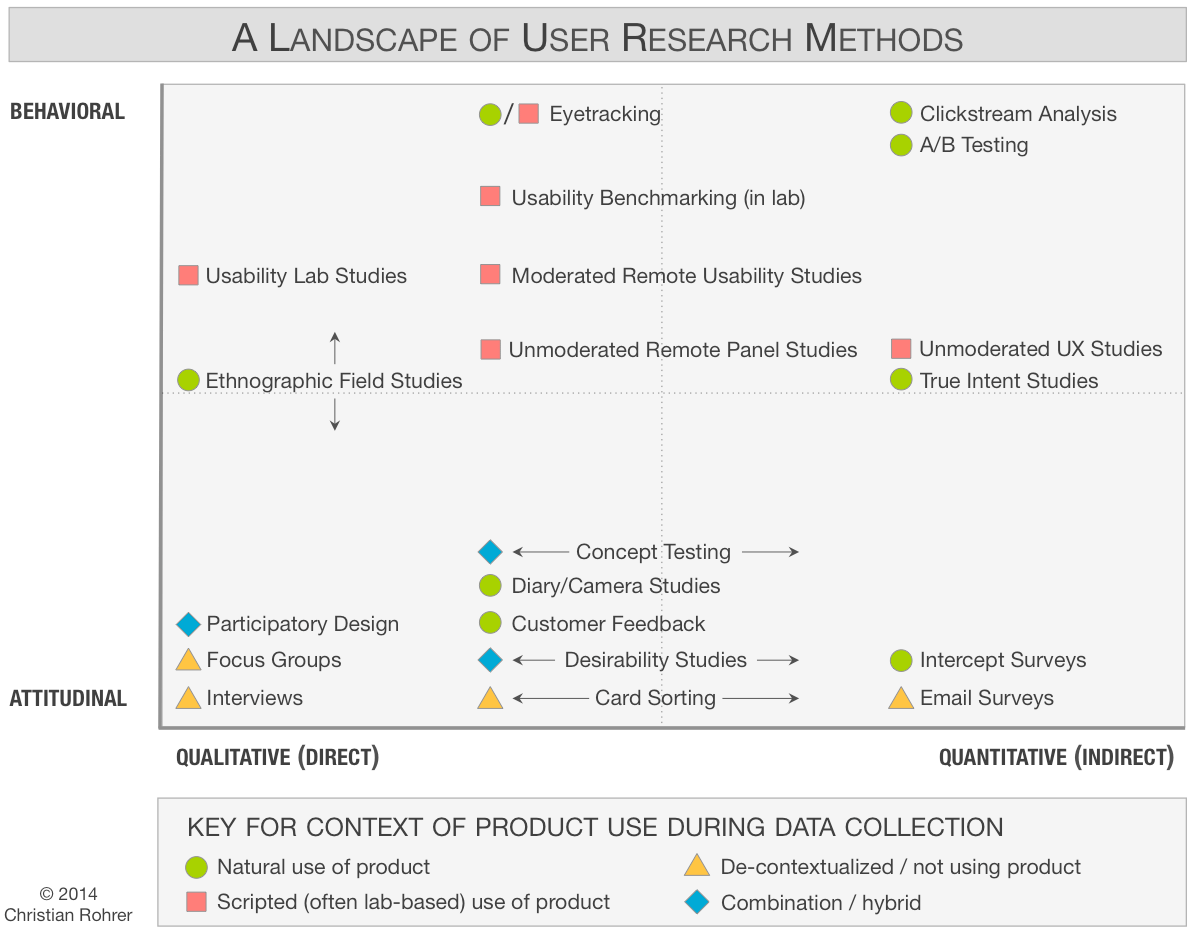 A LANDSCAPE OF USER RESEARCH METHODS
BEHAVIORAL
/ Eyetracking
Clickstream Analysis
A/B Testing
Usability Benchmarking (in lab)
Usability Lab Studies
Moderated Remote Usability Studies
Unmoderated Remote Panel Studies
Unmoderated UX Studies
Ethnographic Field Studies
True Intent Studies
Concept Testing
Diary/Camera Studies
Participatory Design
Customer Feedback
Focus Groups
Desirability Studies
Intercept Surveys
ATTITUDINAL
Interviews
Card Sorting
Email Surveys
QUALITATIVE (DIRECT)
QUANTITATIVE (INDIRECT)
KEY FOR CONTEXT OF PRODUCT USE DURING DATA COLLECTION
Natural use of product
De-contextualized / not using product
Scripted (often lab-based) use of product
Combination / hybrid
© 2014
Christian Rohrer